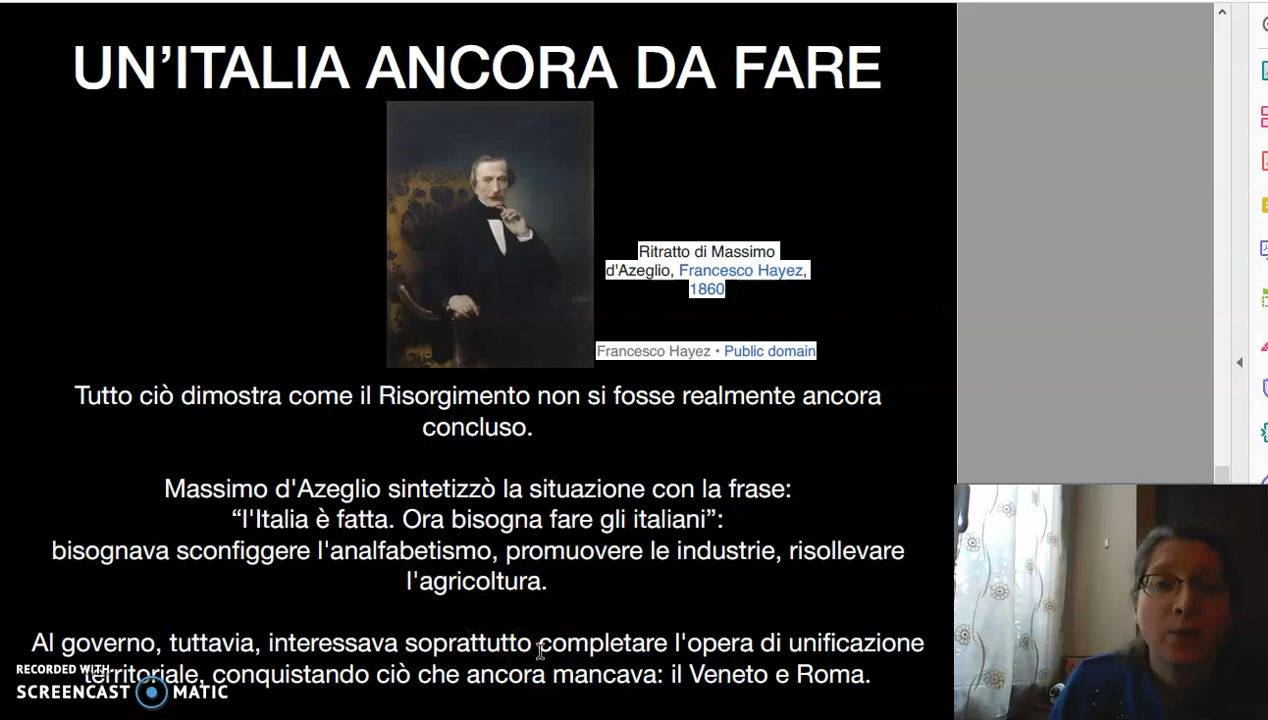 UN’ITALIA ANCORA DA FARE
Ritratto di Massimo
d'Azeglio, Francesco Hayez,
1860
Francesco Hayez • Public domain
Tutto ciò dimostra come il Risorgimento non si fosse realmente ancora
concluso.
Massimo d'Azeglio sintetizzò la situazione con la frase:
“l'Italia è fatta. Ora bisogna fare gli italiani”:
bisognava sconfiggere l'analfabetismo, promuovere le industrie, risollevare
l'agricoltura.
Al governo, tuttavia, interessava soprattutto completare l'opera di unificazione
territoriale, conquistando ciò che ancora mancava: il Veneto e Roma.
RECORDED WITH
SCREENCAST MATIC